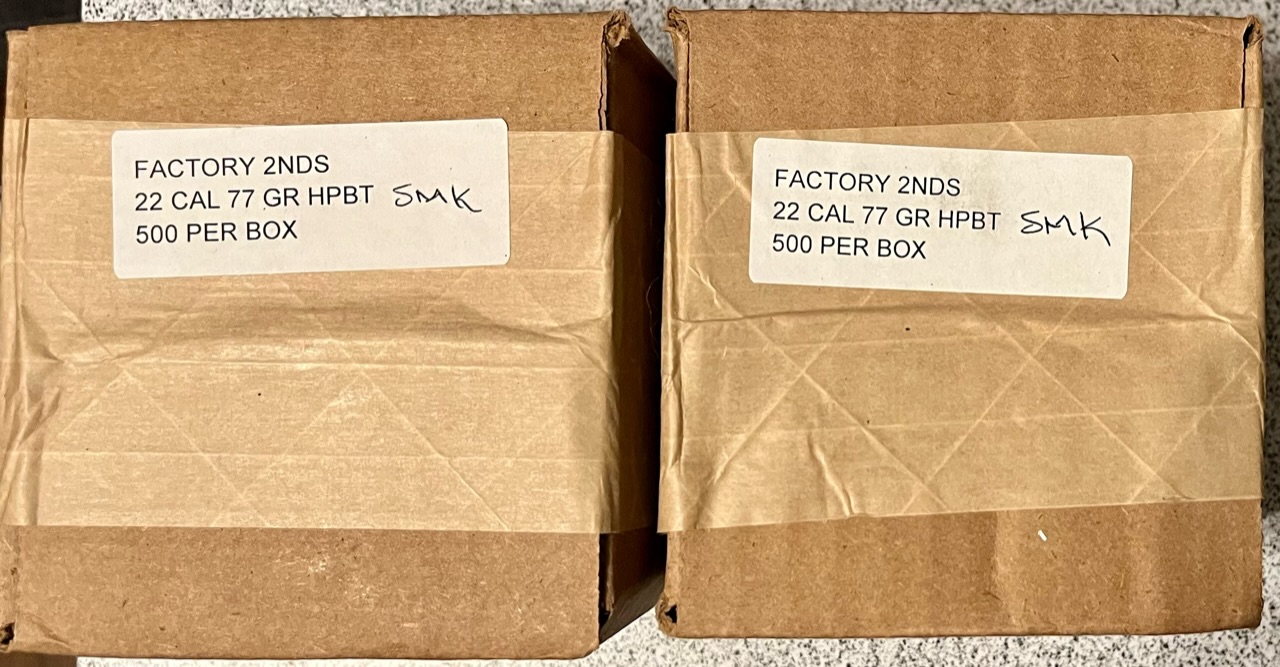 FACTORY 2NDS
22 CAL 77 GR HPBT SMK
500 PER BOX
FACTORY 2NDS
22 CAL 77 GR HPBT SMK
500 PER BOX